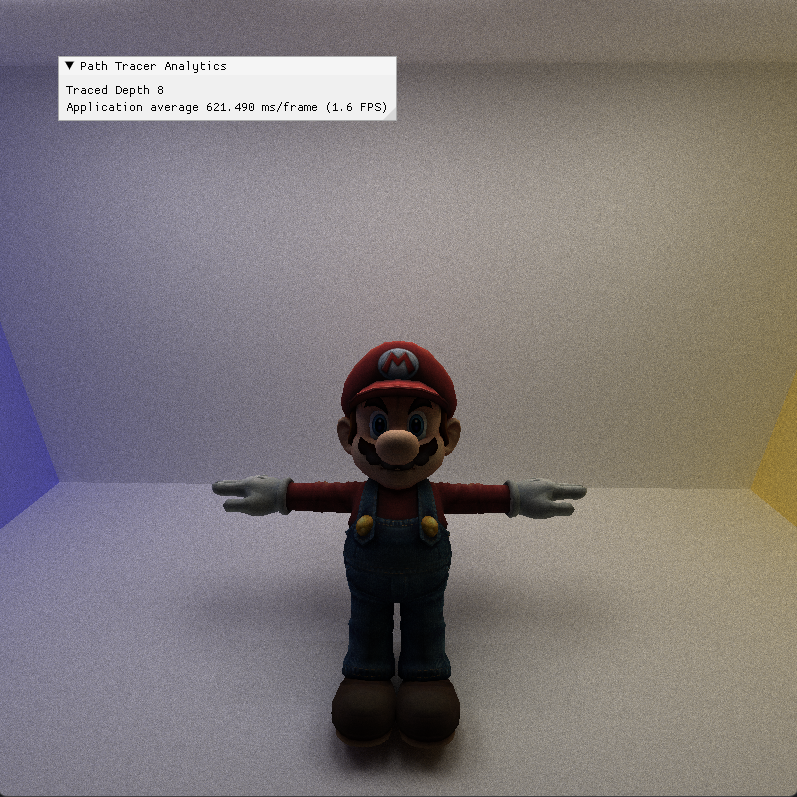 Path Tracer Analytics
Traced Depth 8
Application average 621.490 ms/frame (1.6 FPS)
M